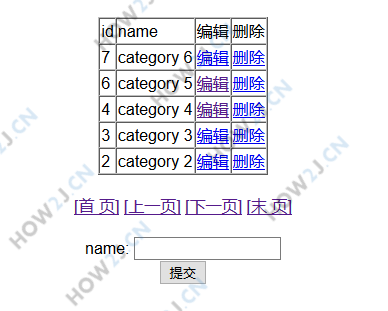 id name 编辑 删除
7 category 6 编辑 删除
6 category 5 编辑 删除
4 category 4 编辑 删除
3 category 3 编辑 删除
2 category 2 编辑 删除
[首 页] [上一页] [下一页] [末 页]
name:
提交
HOW2J.CN
HOW2J.CN
HOW2J.CN
HOW2J.CN
HOW2J.CN
HOW2J.CN